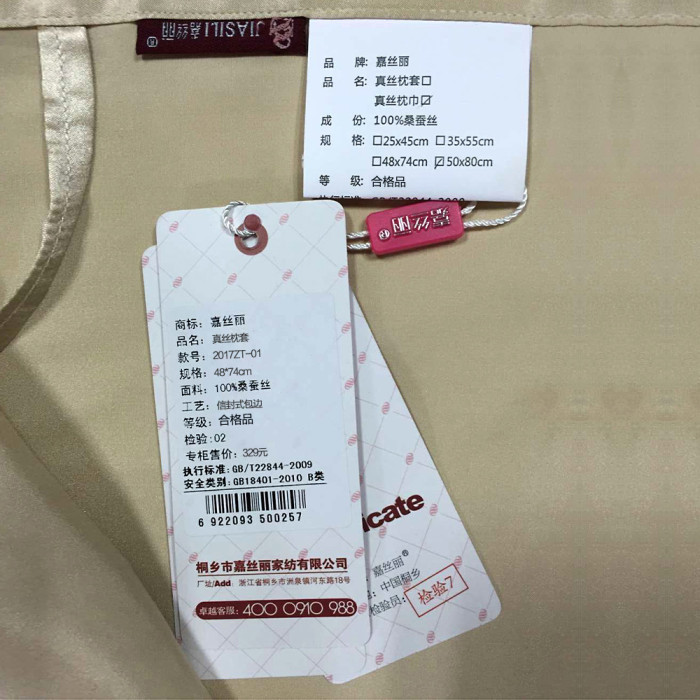 JIASILI 嘉丝丽®
品 牌: 嘉丝丽
品 名: 真丝枕套☐
真丝枕巾☑
成 份: 100%桑蚕丝
规 格: ☐25x45cm ☐35x55cm
☐48x74cm ☑50x80cm
等 级: 合格品
执行标准: GB/T22844-2009
嘉丝丽®
商标: 嘉丝丽
品名: 真丝枕套
款号: 2017ZT-01
规格: 48*74cm
面料: 100%桑蚕丝
工艺: 信封式包边
等级: 合格品
检验: 02
专柜售价: 329元
执行标准: GB/T22844-2009
安全类别: GB18401-2010 B类
6 922093 500257
桐乡市嘉丝丽家纺有限公司
厂址/Add: 浙江省桐乡市洲泉镇河东路18号
卓越客服: 400 0910 988
icate
嘉丝丽®
: 中国桐乡
检验员: 检验7